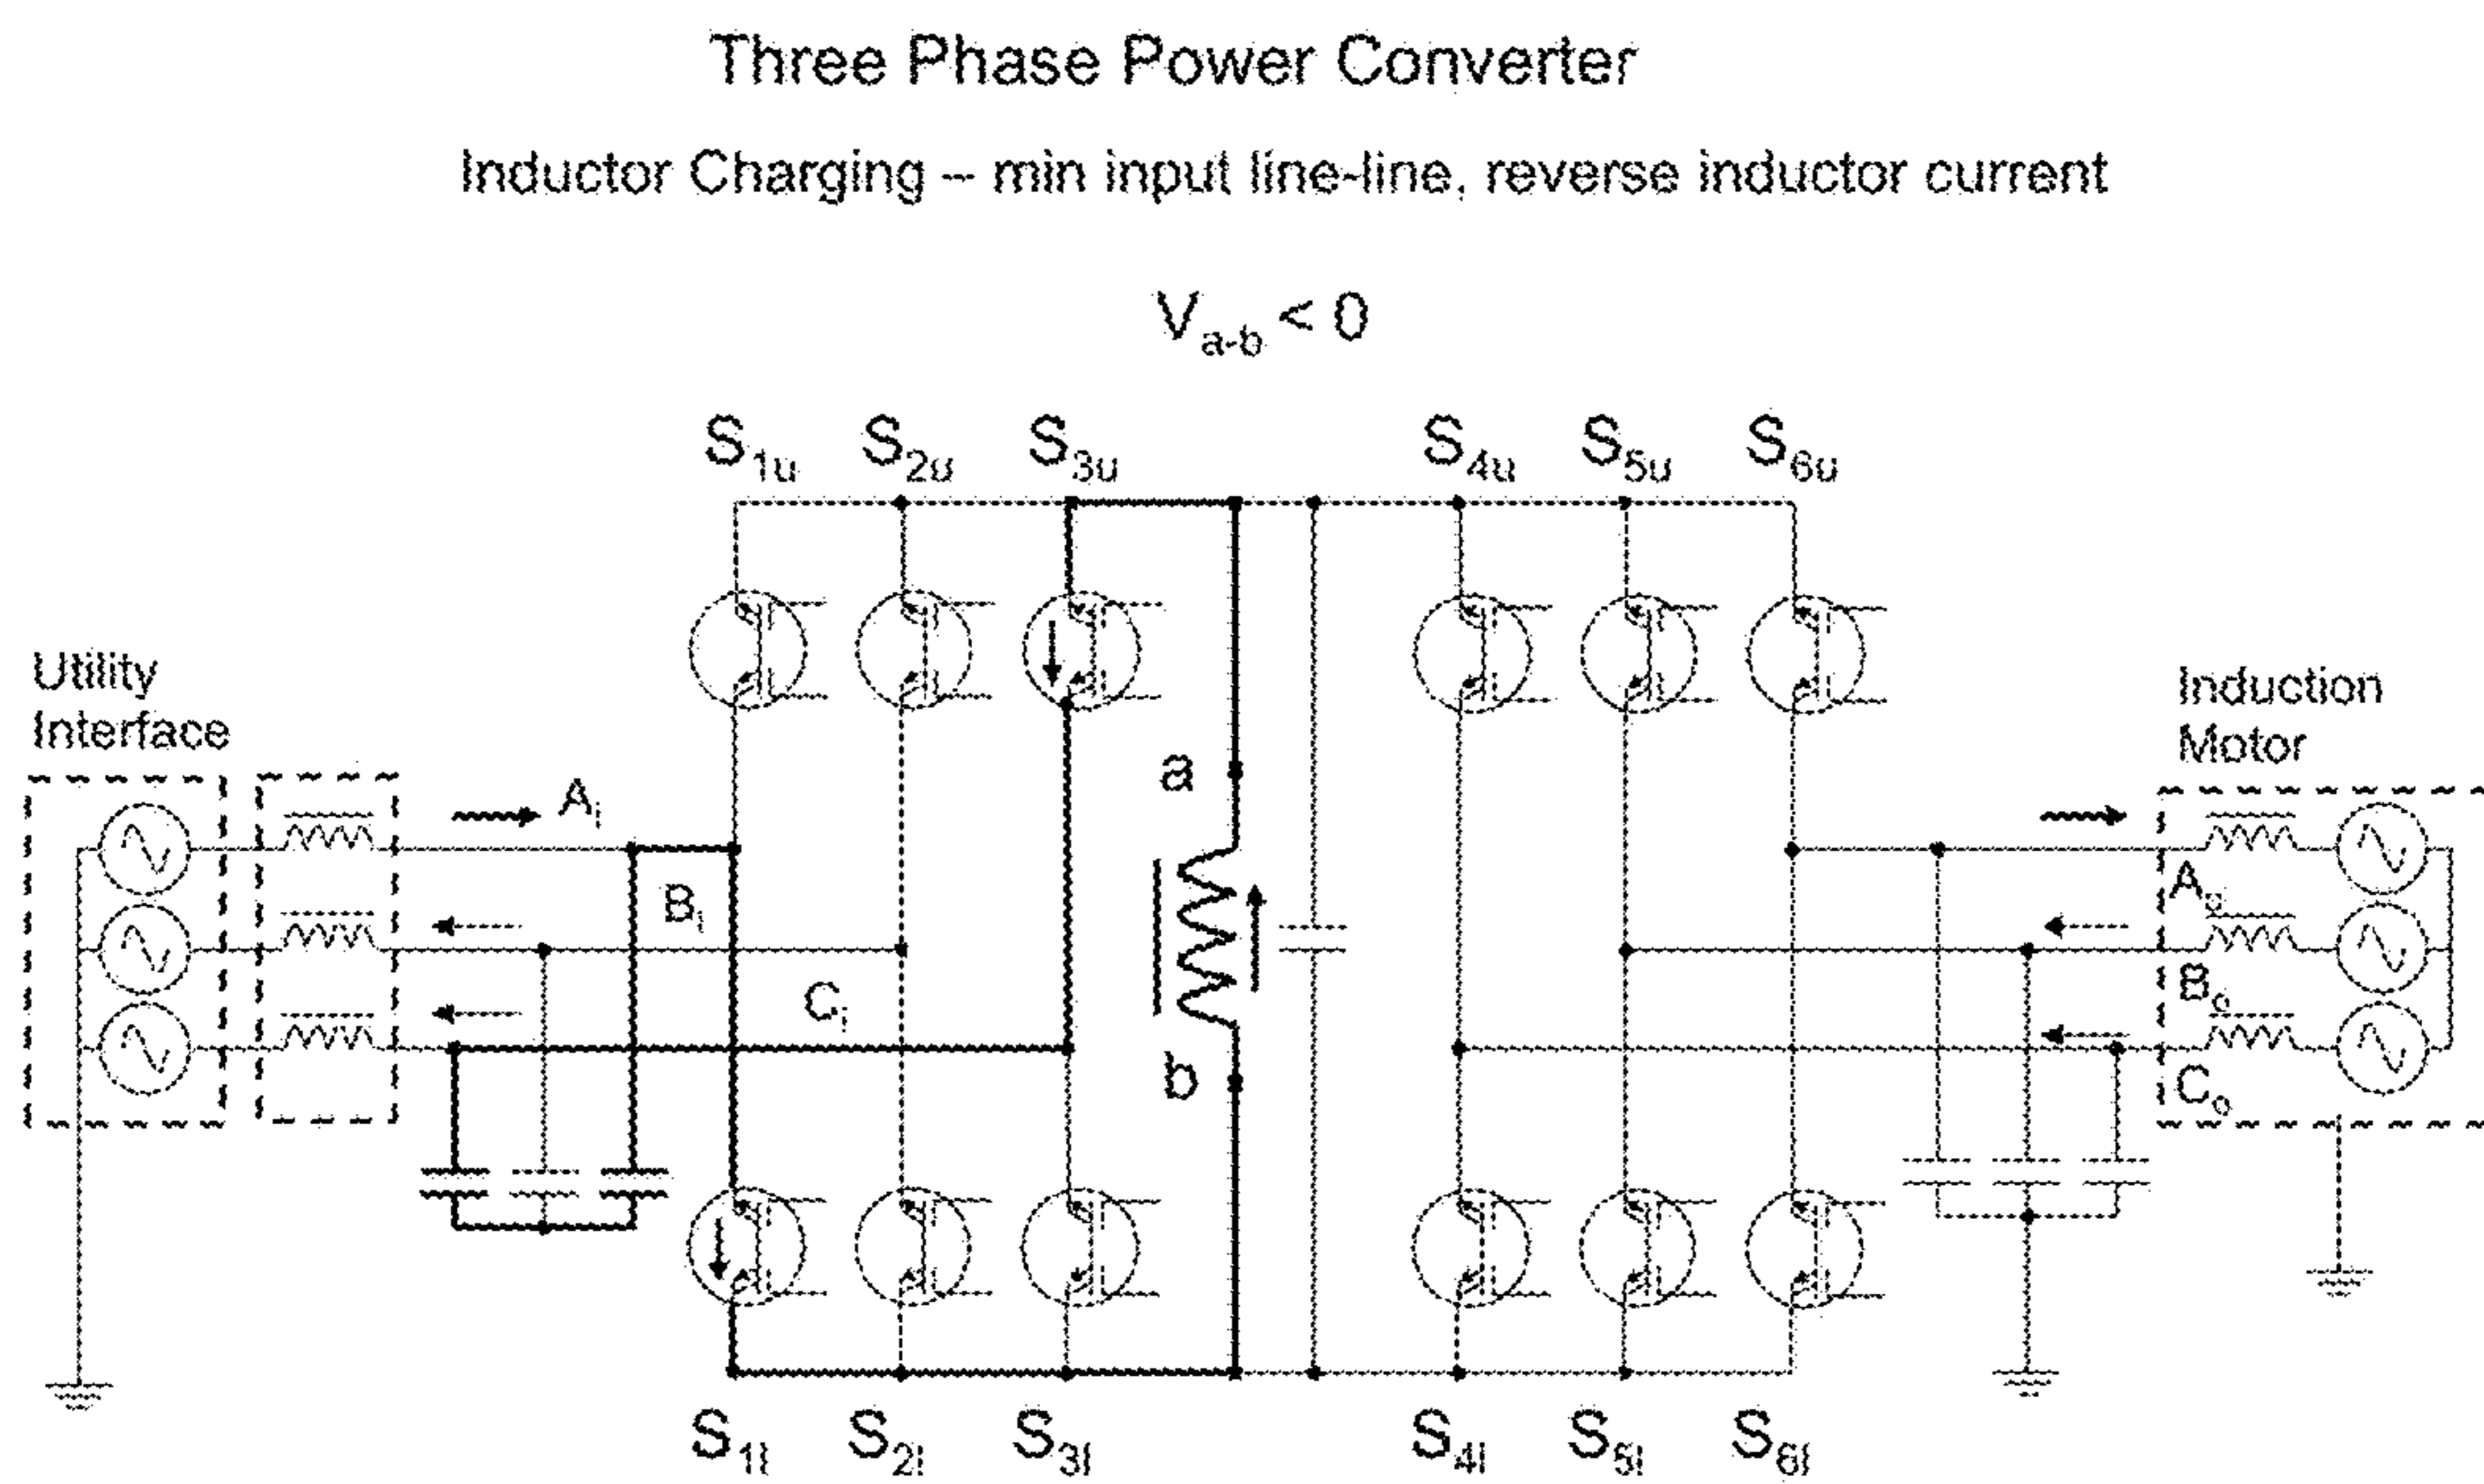 Three Phase Power Converter
Inductor Charging – min input line-line, reverse inductor current
Va-b < 0
S1u S2u S3u S4u S5u S6u
Utility
Interface
Induction
Motor
a
Ai
Bi
Ao
Bo
Ci
b
Co
S1l S2l S3l S4l S5l S6l